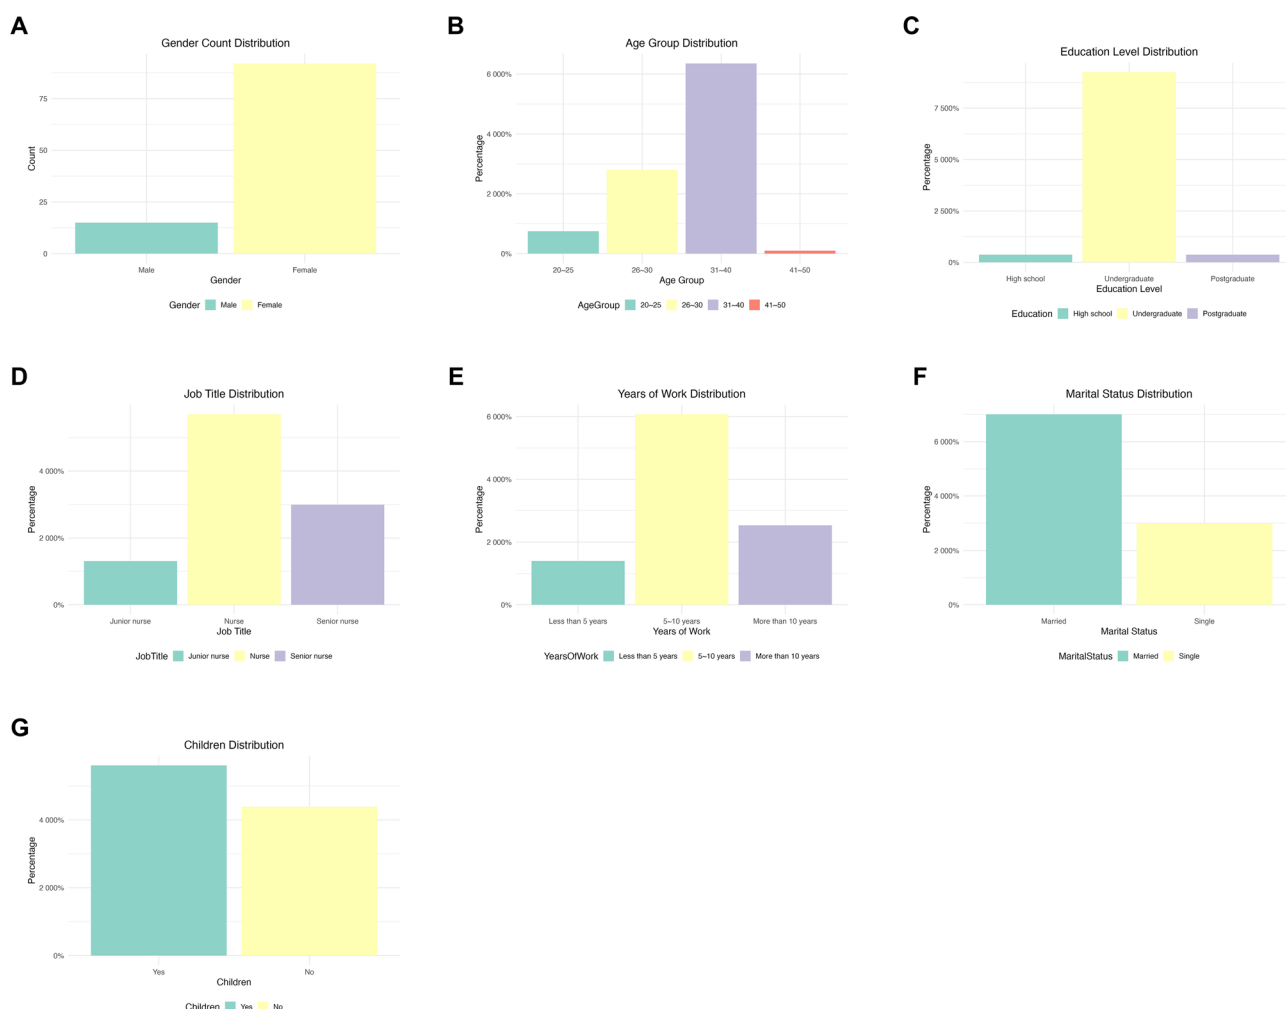 A
Gender Count Distribution
Count
75
50
25
0
Male Female
Gender
Gender Male Female
B
Age Group Distribution
Percentage
6 000%
4 000%
2 000%
0%
20~25 26~30 31~40 41~50
Age Group
AgeGroup 20~25 26~30 31~40 41~50
C
Education Level Distribution
Percentage
7 500%
5 000%
2 500%
0%
High school Undergraduate Postgraduate
Education Level
Education High school Undergraduate Postgraduate
D
Job Title Distribution
Percentage
4 000%
2 000%
0%
Junior nurse Nurse Senior nurse
Job Title
JobTitle Junior nurse Nurse Senior nurse
E
Years of Work Distribution
Percentage
6 000%
4 000%
2 000%
0%
Less than 5 years 5~10 years More than 10 years
Years of Work
YearsOfWork Less than 5 years 5~10 years More than 10 years
F
Marital Status Distribution
Percentage
6 000%
4 000%
2 000%
0%
Married Single
Marital Status
MaritalStatus Married Single
G
Children Distribution
Percentage
4 000%
2 000%
0%
Yes No
Children
Children Yes No